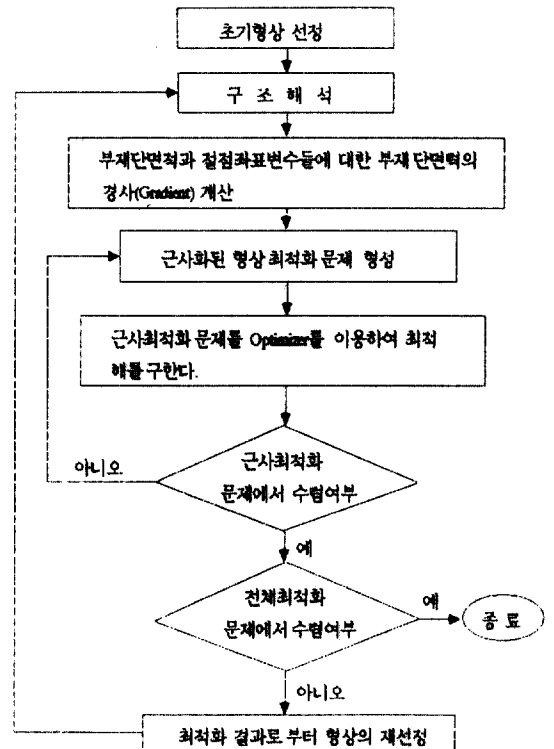 초기형상 선정
구 조 해 석
부재단면적과 절점좌표변수들에 대한 부재 단면력의
경사(Gradient) 계산
근사화된 형상 최적화 문제 형성
근사최적화 문제를 Optimizer를 이용하여 최적
해를 구한다.
아니오
근사최적화
문제에서 수렴여부
예
전체최적화
문제에서 수렴여부
예
종 료
아니오
최적화 결과로 부터 형상의 재선정